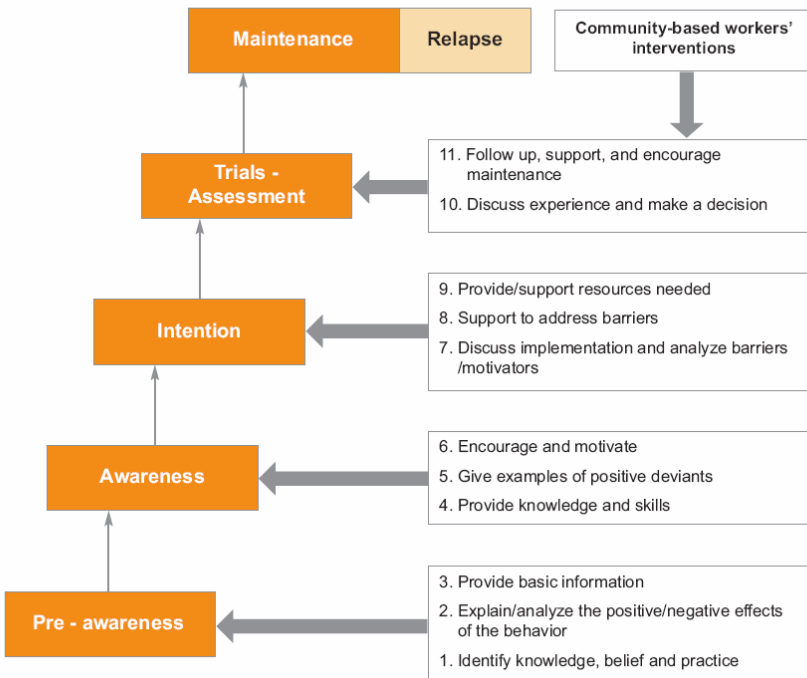 Maintenance
Relapse
Community-based workers'
interventions
Trials -
Assessment
11. Follow up, support, and encourage
maintenance
10. Discuss experience and make a decision
Intention
9. Provide/support resources needed
8. Support to address barriers
7. Discuss implementation and analyze barriers
/motivators
Awareness
6. Encourage and motivate
5. Give examples of positive deviants
4. Provide knowledge and skills
Pre - awareness
3. Provide basic information
2. Explain/analyze the positive/negative effects
of the behavior
1. Identify knowledge, belief and practice